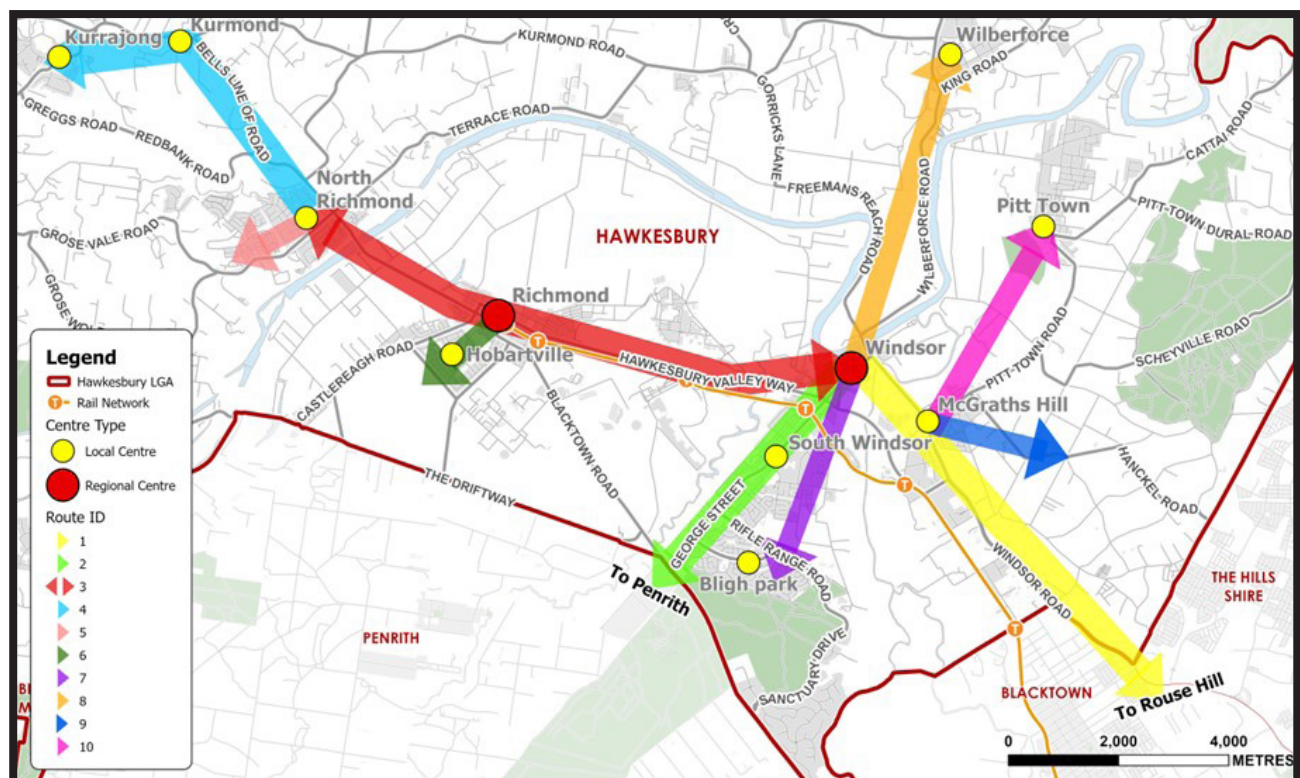 Kurrajong
Kurmond
BELLS LINE OF ROAD
KURMOND ROAD
GORRICKS LANE
Wilberforce
KING ROAD
GREGGS ROAD
REDBANK ROAD
TERRACE ROAD
CATTAI ROAD
North
Richmond
FREEMANS REACH ROAD
WILBERFORCE ROAD
Pitt Town
PITT-TOWN DURAL-ROAD
GROSE VALE ROAD
HAWKESBURY
Richmond
Windsor
PITT-TOWN ROAD
SCHEYVILLE ROAD
Hobartville
CASTLEREAGH ROAD
HAWKESBURY VALLEY WAY
McGraths Hill
BLACKTOWN ROAD
South Windsor
HANCKEL-ROAD
THE DRIFTWAY
GEORGE STREET
RIFLE RANGE ROAD
Bligh park
WINDSOR ROAD
To Penrith
THE HILLS
SHIRE
PENRITH
SANCTUARY DRIVE
BLACKTOWN
To Rouse Hill
Legend
Hawkesbury LGA
T Rail Network
Centre Type
Local Centre
Regional Centre
Route ID
1
2
3
4
5
6
7
8
9
10
0 2,000 4,000
METRES
T
T
T
T
T